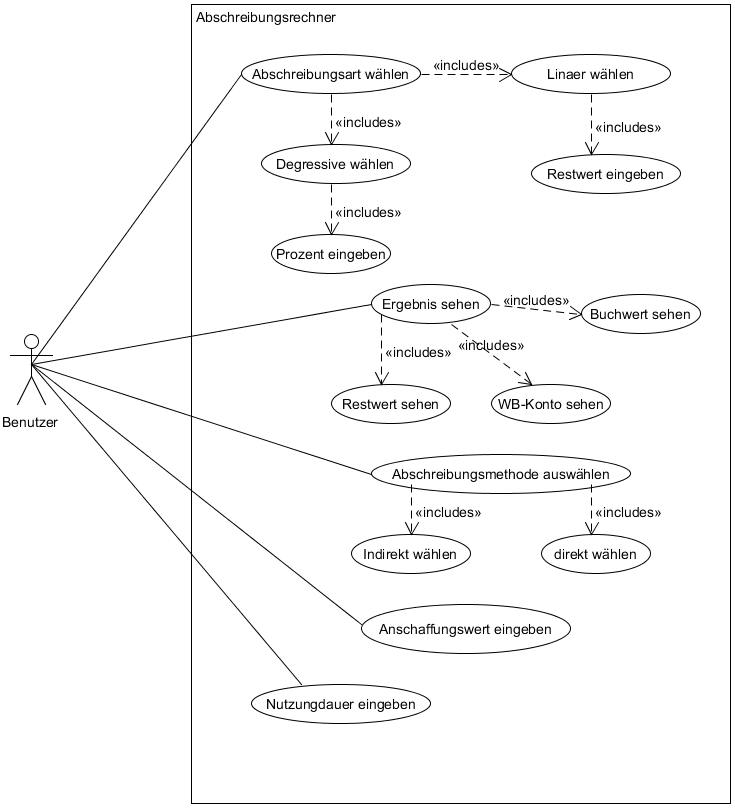 Abschreibungsrechner
Abschreibungsart wählen
«includes»
Linaer wählen
«includes»
«includes»
Degressive wählen
Restwert eingeben
«includes»
Prozent eingeben
Ergebnis sehen
«includes»
Buchwert sehen
«includes»
«includes»
Restwert sehen
WB-Konto sehen
Benutzer
Abschreibungsmethode auswählen
«includes»
«includes»
Indirekt wählen
direkt wählen
Anschaffungswert eingeben
Nutzungdauer eingeben